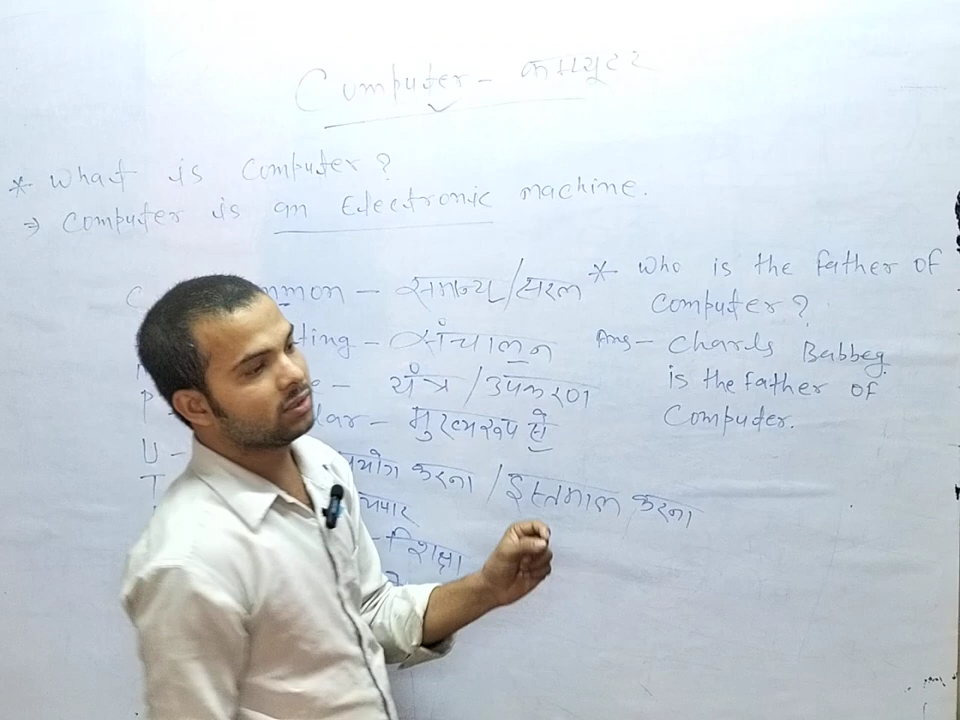 Computer - कम्प्यूटर
* What is Computer?
⇒ Computer is an Electronic machine.
C mmon - समान्य/सरल
ting - संचालन
- यंत्र/उपकरण
P - lar - मुख्यरूप से
U - योग करना/इस्तमाल करना
T
- शिक्षा
* Who is the father of
Computer?
Ans - Charls Babbeg
is the father of
Computer.